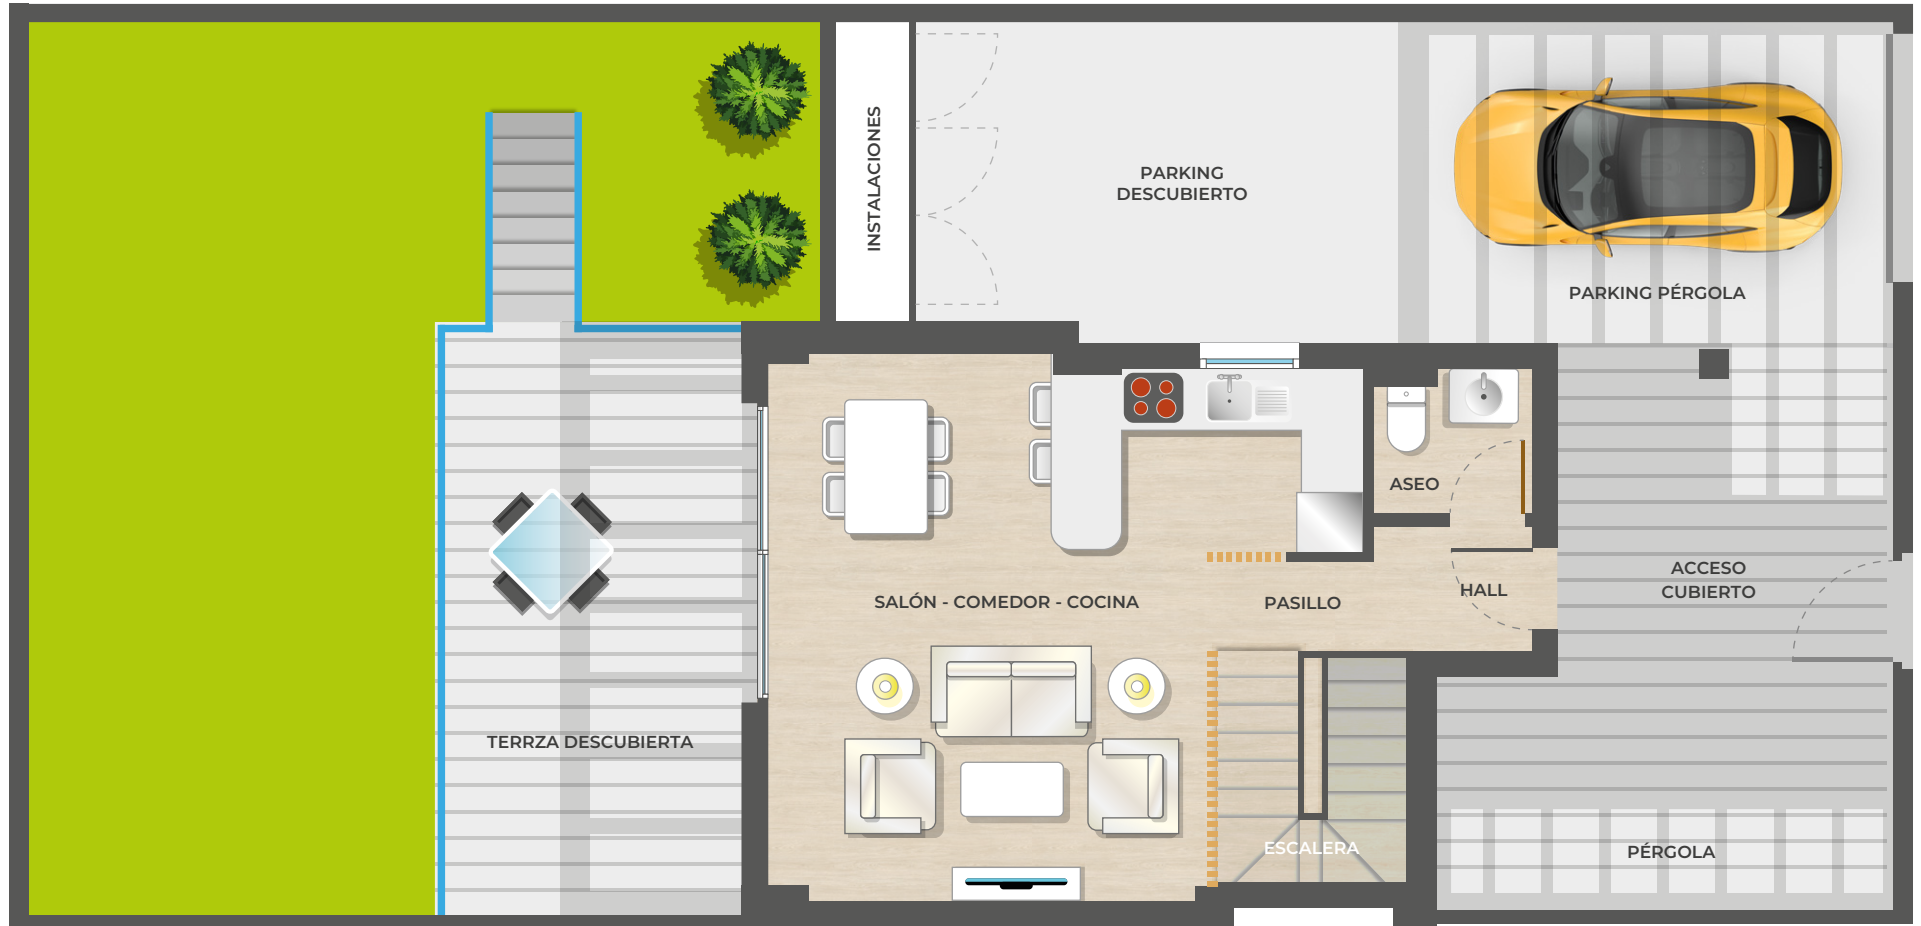 INSTALACIONES
PARKING
DESCUBIERTO
PARKING PÉRGOLA
ASEO
ACCESO
CUBIERTO
HALL
SALÓN - COMEDOR - COCINA
PASILLO
TERRZA DESCUBIERTA
ESCALERA
PÉRGOLA